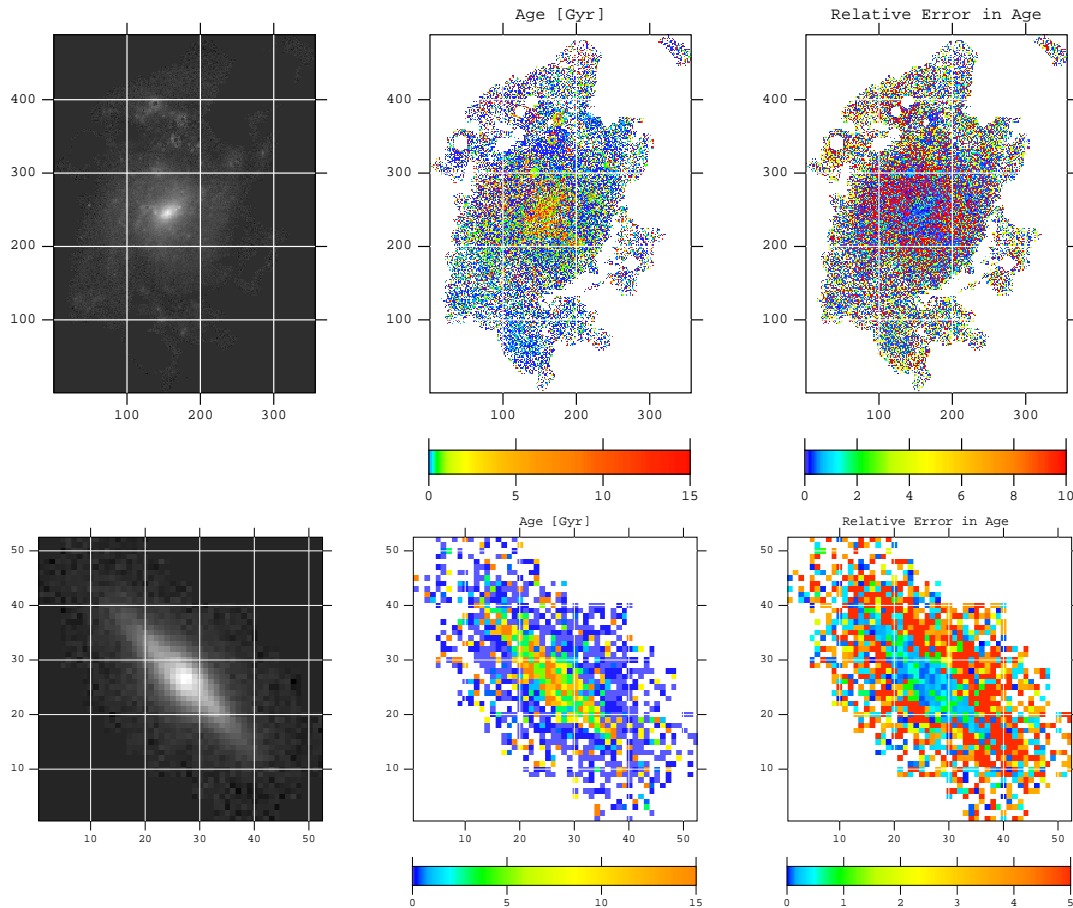 Age [Gyr] Relative Error in Age
400 400 400
300 300 300
200 200 200
100 100 100
100 200 300 100 200 300 100 200 300
0 5 10 15 0 2 4 6 8 10
Age [Gyr] Relative Error in Age
50 50 50
40 40 40
30 30 30
20 20 20
10 10 10
10 20 30 40 50 10 20 30 40 50 10 20 30 40 50
0 5 10 15 0 1 2 3 4 5